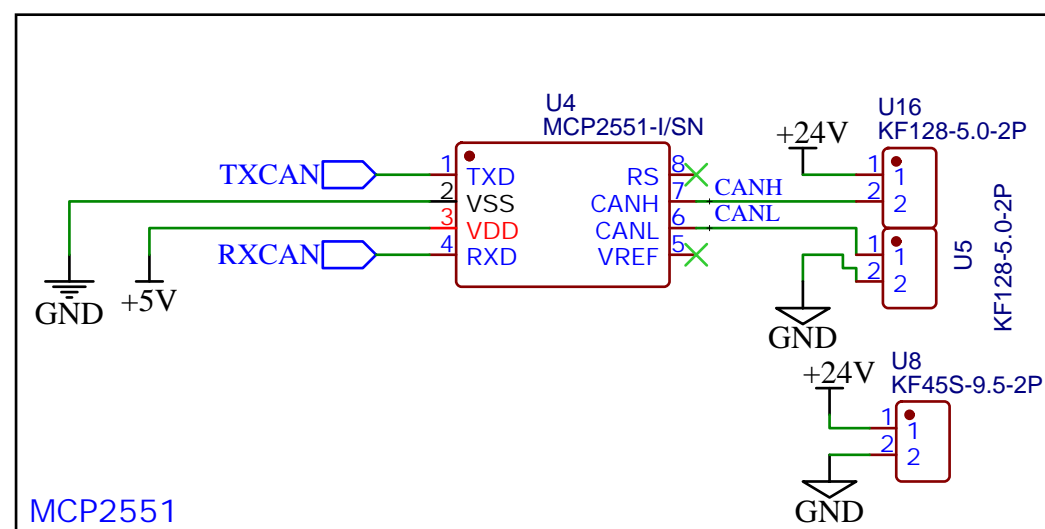 U4
MCP2551-I/SN
TXCAN
1
TXD
2
VSS
3
VDD
RXCAN
4
RXD
GND
+5V
8
RS
7
CANH
CANH
6
CANL
CANL
5
VREF
U16
KF128-5.0-2P
+24V
1
1
2
2
U5
KF128-5.0-2P
1
1
2
2
GND
U8
KF45S-9.5-2P
+24V
1
1
2
2
GND
MCP2551